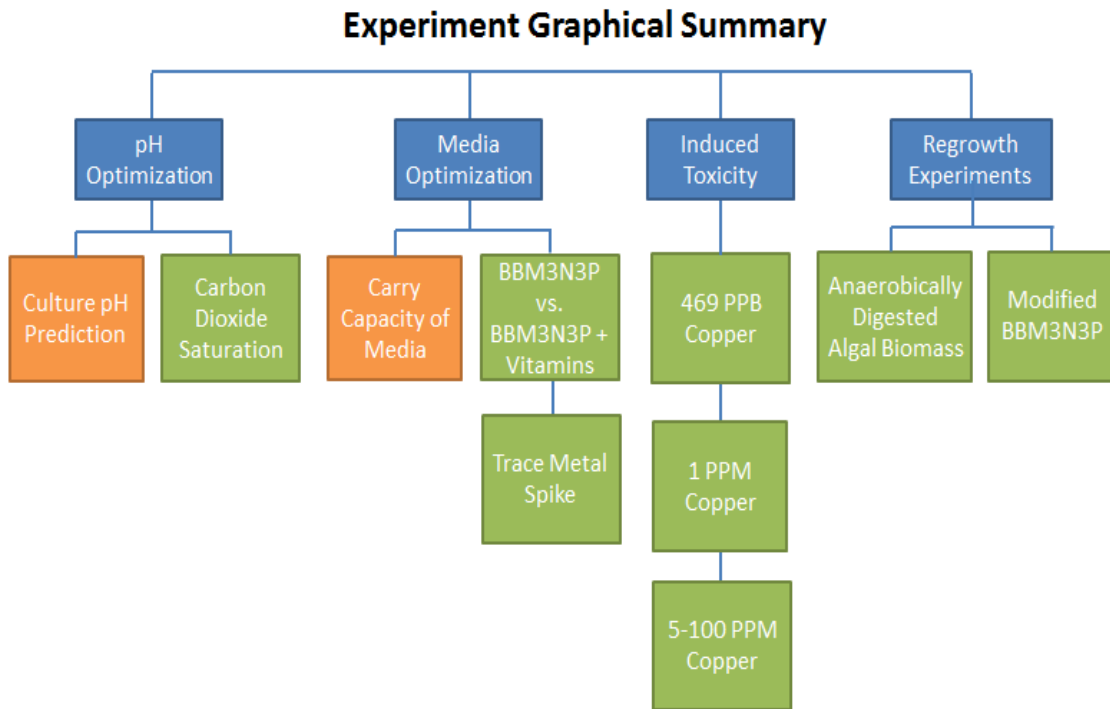 Experiment Graphical Summary
pH
Optimization
Media
Optimization
Induced
Toxicity
Regrowth
Experiments
Culture pH
Prediction
Carbon
Dioxide
Saturation
Carry
Capacity of
Media
BBM3N3P
vs.
BBM3N3P +
Vitamins
469 PPB
Copper
Anaerobically
Digested
Algal Biomass
Modified
BBM3N3P
Trace Metal
Spike
1 PPM
Copper
5-100 PPM
Copper